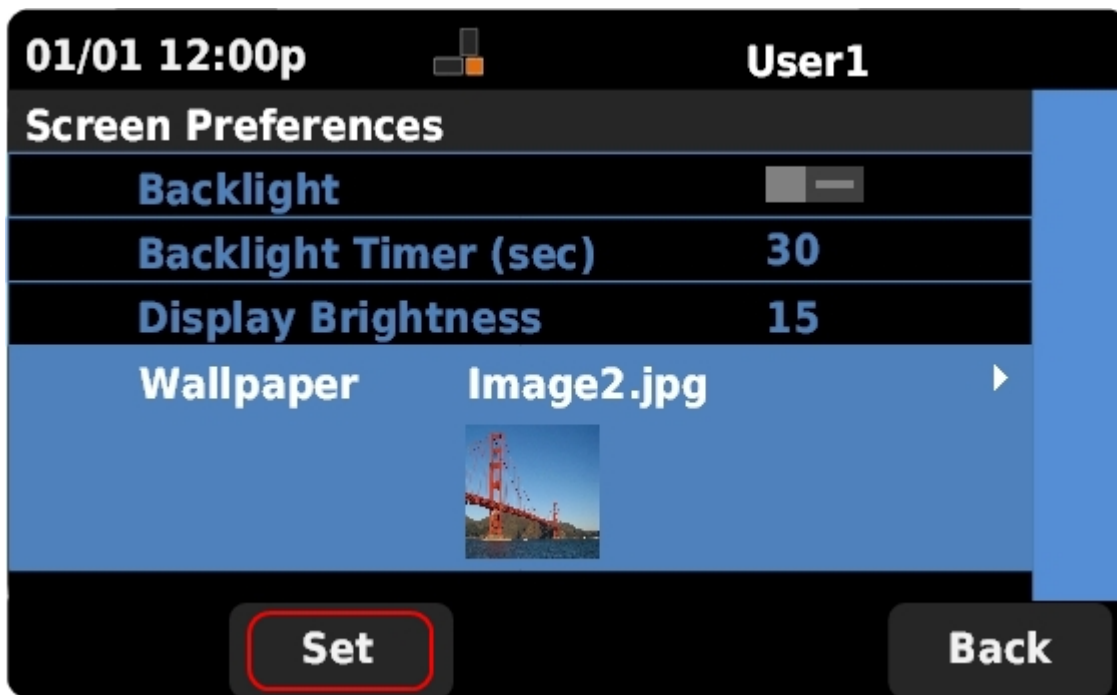 01/01 12:00p User1
Screen Preferences
Backlight
Backlight Timer (sec) 30
Display Brightness 15
Wallpaper Image2.jpg
Set Back